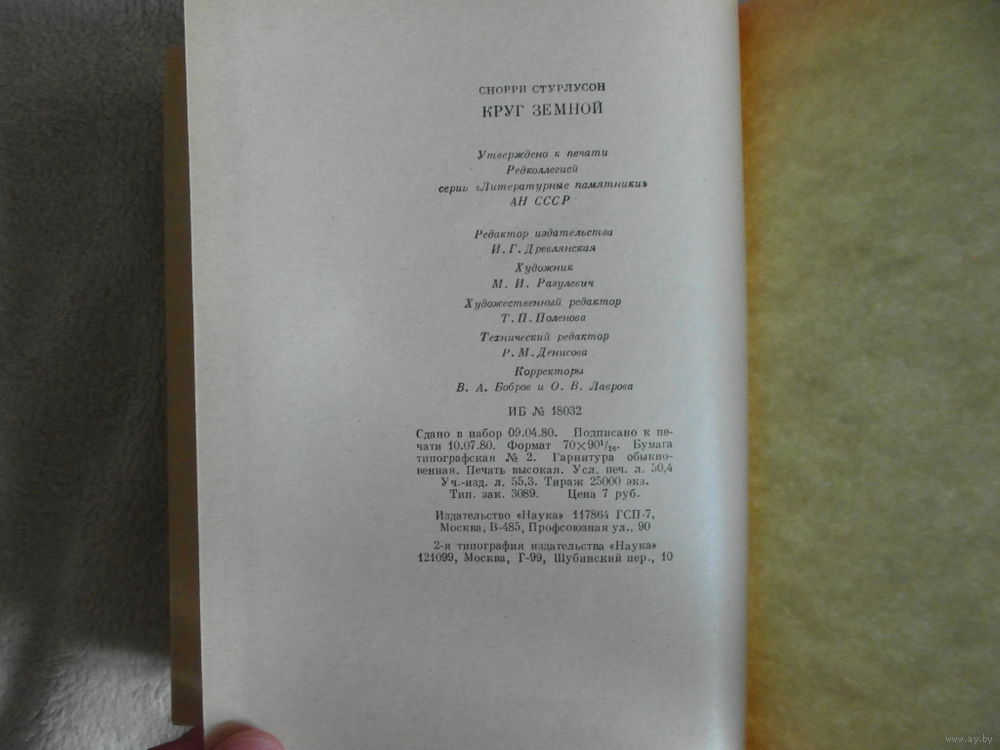 СНОРРИ СТУРЛУСОН
КРУГ ЗЕМНОЙ
Утверждено к печати
Редколлегией
серии «Литературные памятники»
АН СССР
Редактор издательства
И. Г. Древлянская
Художник
М. И. Разулевич
Художественный редактор
Т. П. Поленова
Технический редактор
Р. М. Денисова
Корректоры
В. А. Бобров и О. В. Лаврова
ИБ № 18032
Сдано в набор 09.04.80. Подписано к пе-
чати 10.07.80. Формат 70×90¹/₁₆. Бумага
типографская № 2. Гарнитура обыкно-
венная. Печать высокая. Усл. печ. л. 50,4
Уч.-изд. л. 55,3. Тираж 25000 экз.
Тип. зак. 3089. Цена 7 руб.
Издательство «Наука» 117864 ГСП-7,
Москва, В-485, Профсоюзная ул., 90
2-я типография издательства «Наука»
121099, Москва, Г-99, Шубинский пер., 10
www.ay.by